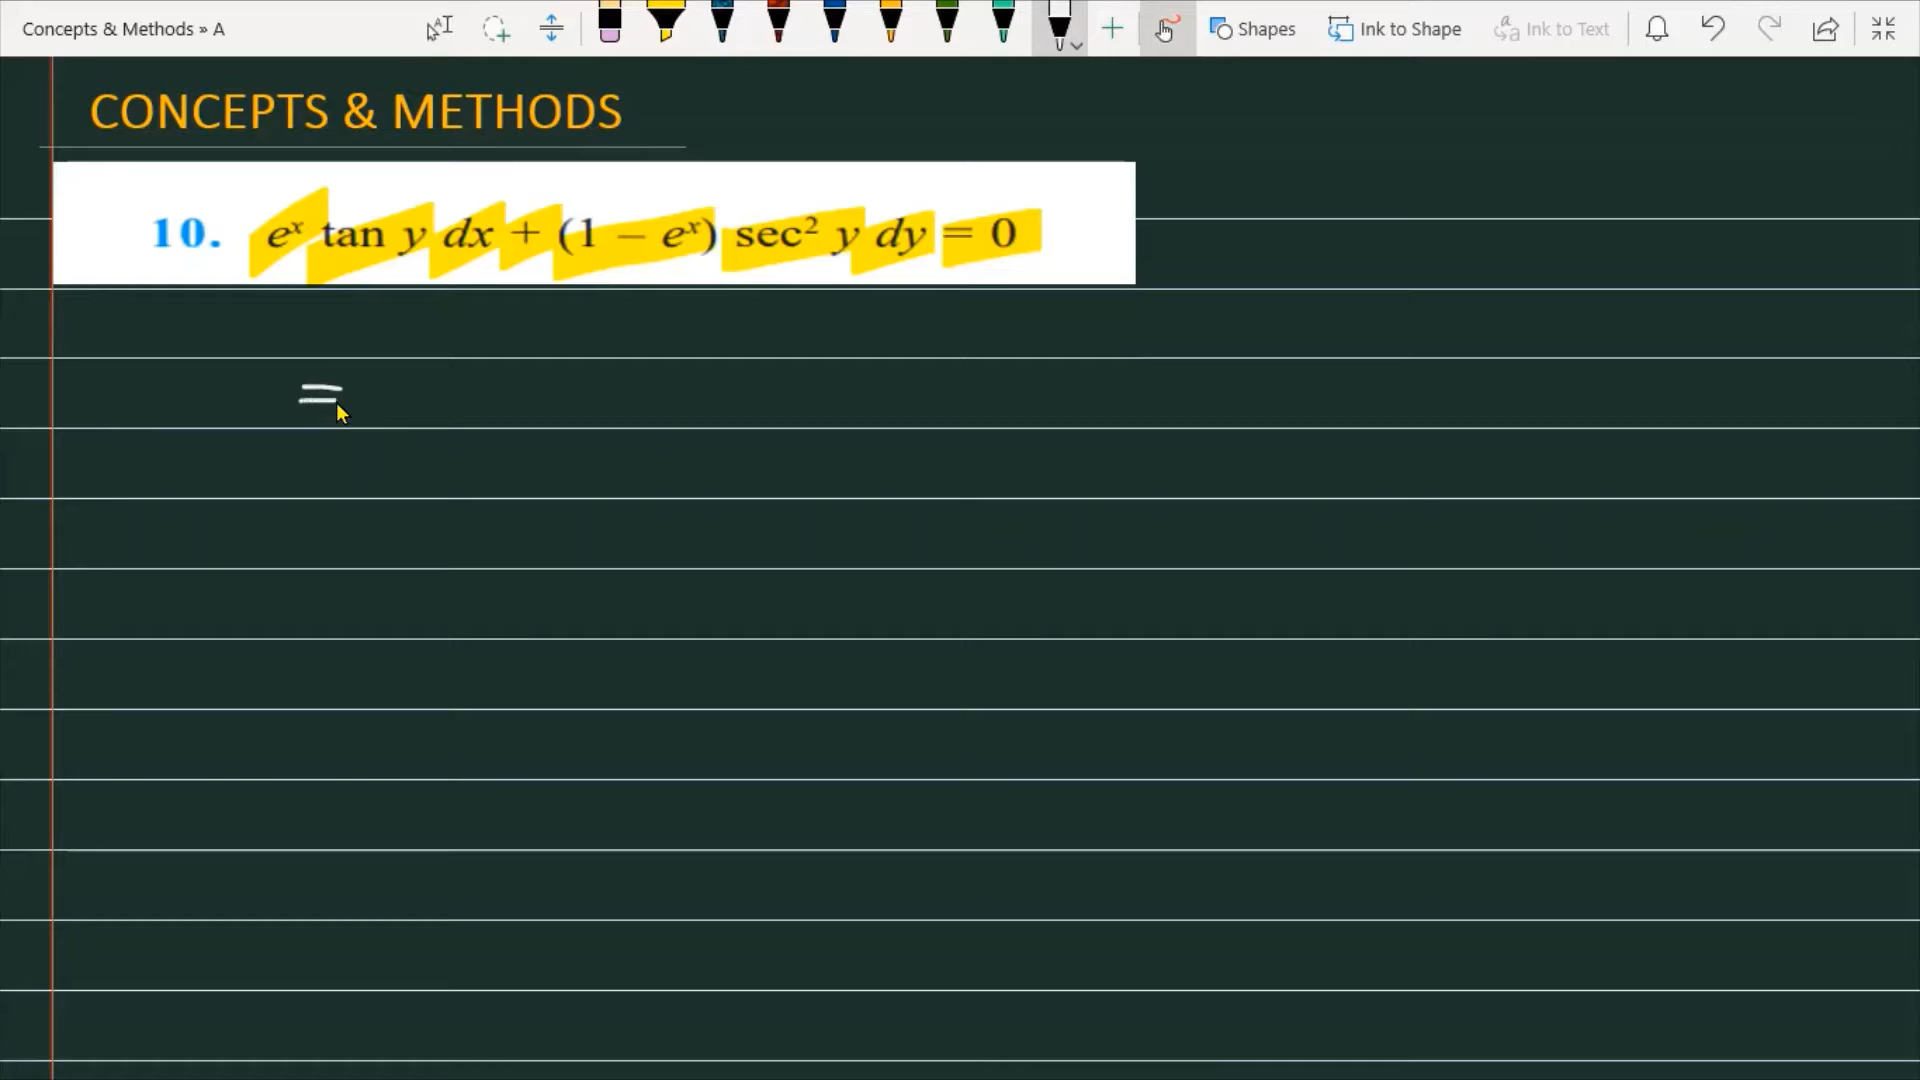 Concepts & Methods » A
Shapes
Ink to Shape
Ink to Text
CONCEPTS & METHODS
10. eˣ tan y dx + (1 − eˣ) sec² y dy = 0
=